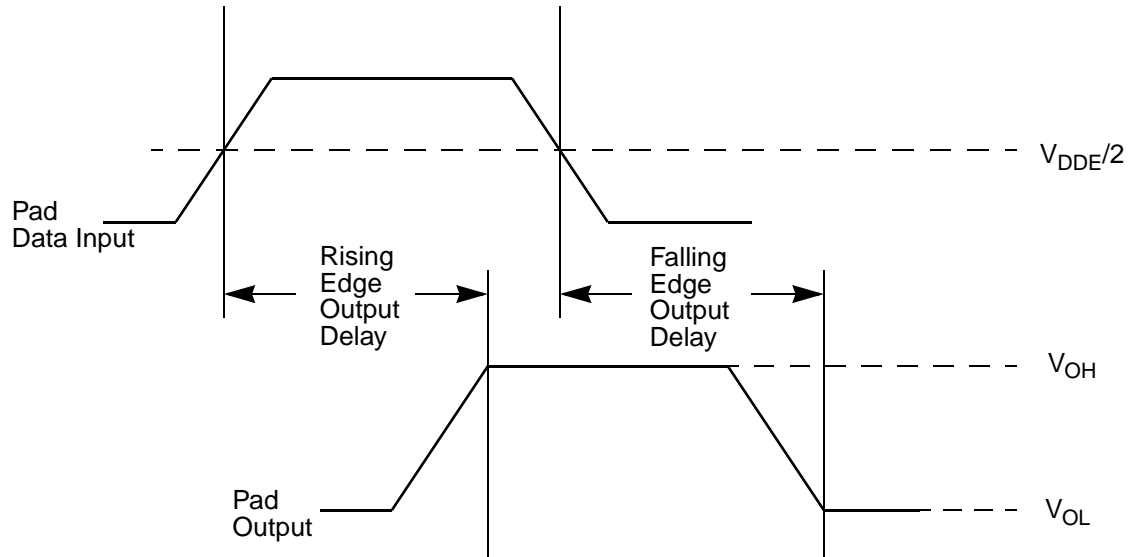 V_DDE/2
Pad
Data Input
Rising
Edge
Output
Delay
Falling
Edge
Output
Delay
V_OH
Pad
Output
V_OL